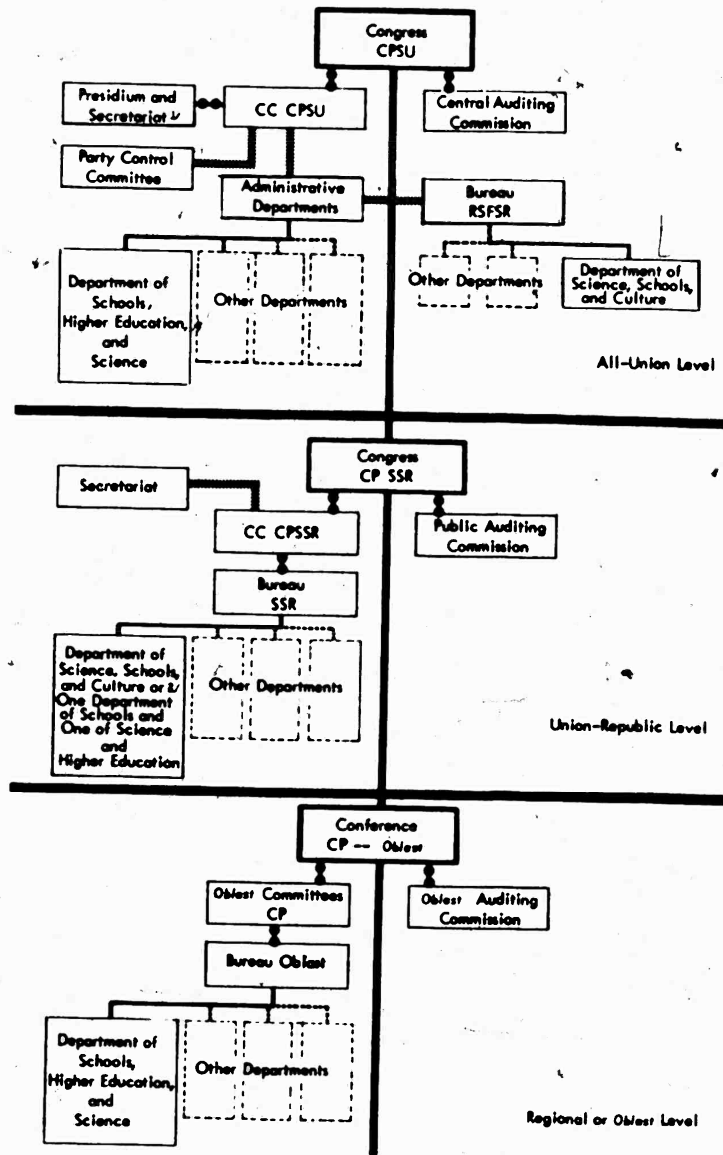 Congress
CPSU
Presidium and
Secretariat 1/
CC CPSU
Central Auditing
Commission
Party Control
Committee
Administrative
Departments
Bureau
RSFSR
Department of
Schools,
Higher Education,
and
Science
Other Departments
Other Departments
Department of
Science, Schools,
and Culture
All-Union Level
Congress
CP SSR
Secretariat
CC CPSSR
Public Auditing
Commission
Bureau
SSR
Department of
Science, Schools,
and Culture or 2/
One Department
of Schools and
One of Science
and
Higher Education
Other Departments
Union-Republic Level
Conference
CP -- Oblast
Oblast Committees
CP
Oblast Auditing
Commission
Bureau Oblast
Department of
Schools,
Higher Education,
and
Science
Other Departments
Regional or Oblast Level